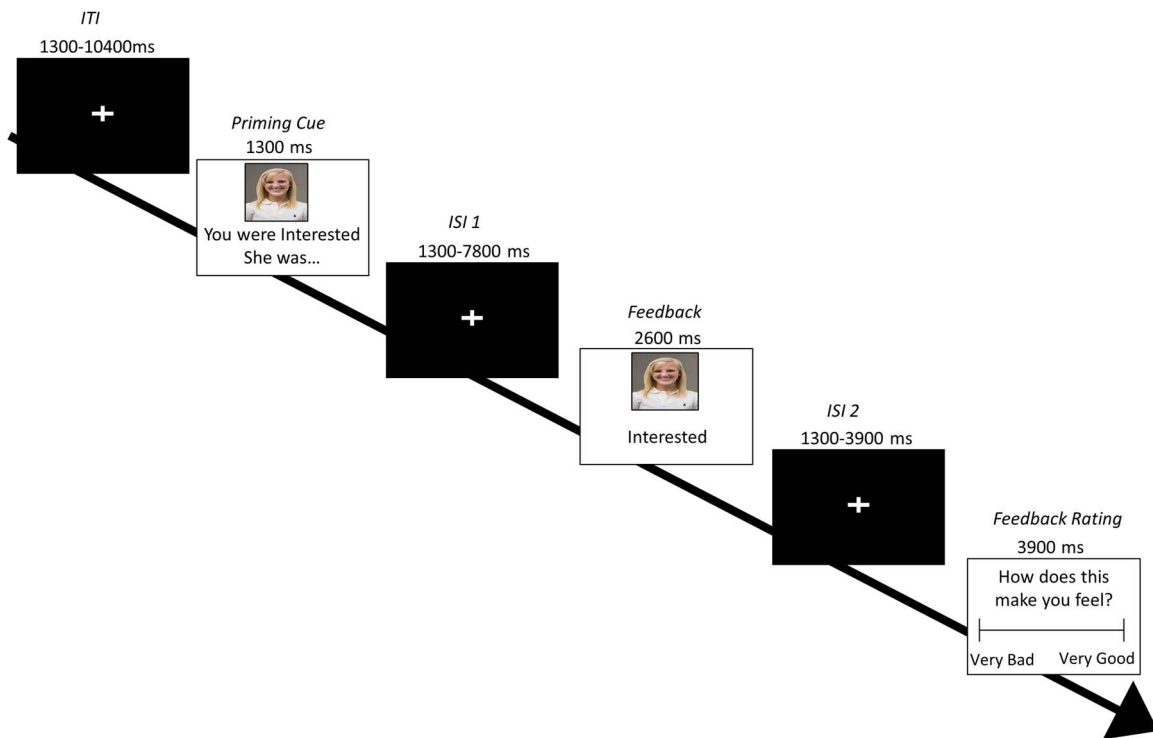 ITI
1300-10400ms
Priming Cue
1300 ms
You were Interested
She was…
ISI 1
1300-7800 ms
Feedback
2600 ms
Interested
ISI 2
1300-3900 ms
Feedback Rating
3900 ms
How does this
make you feel?
Very Bad Very Good